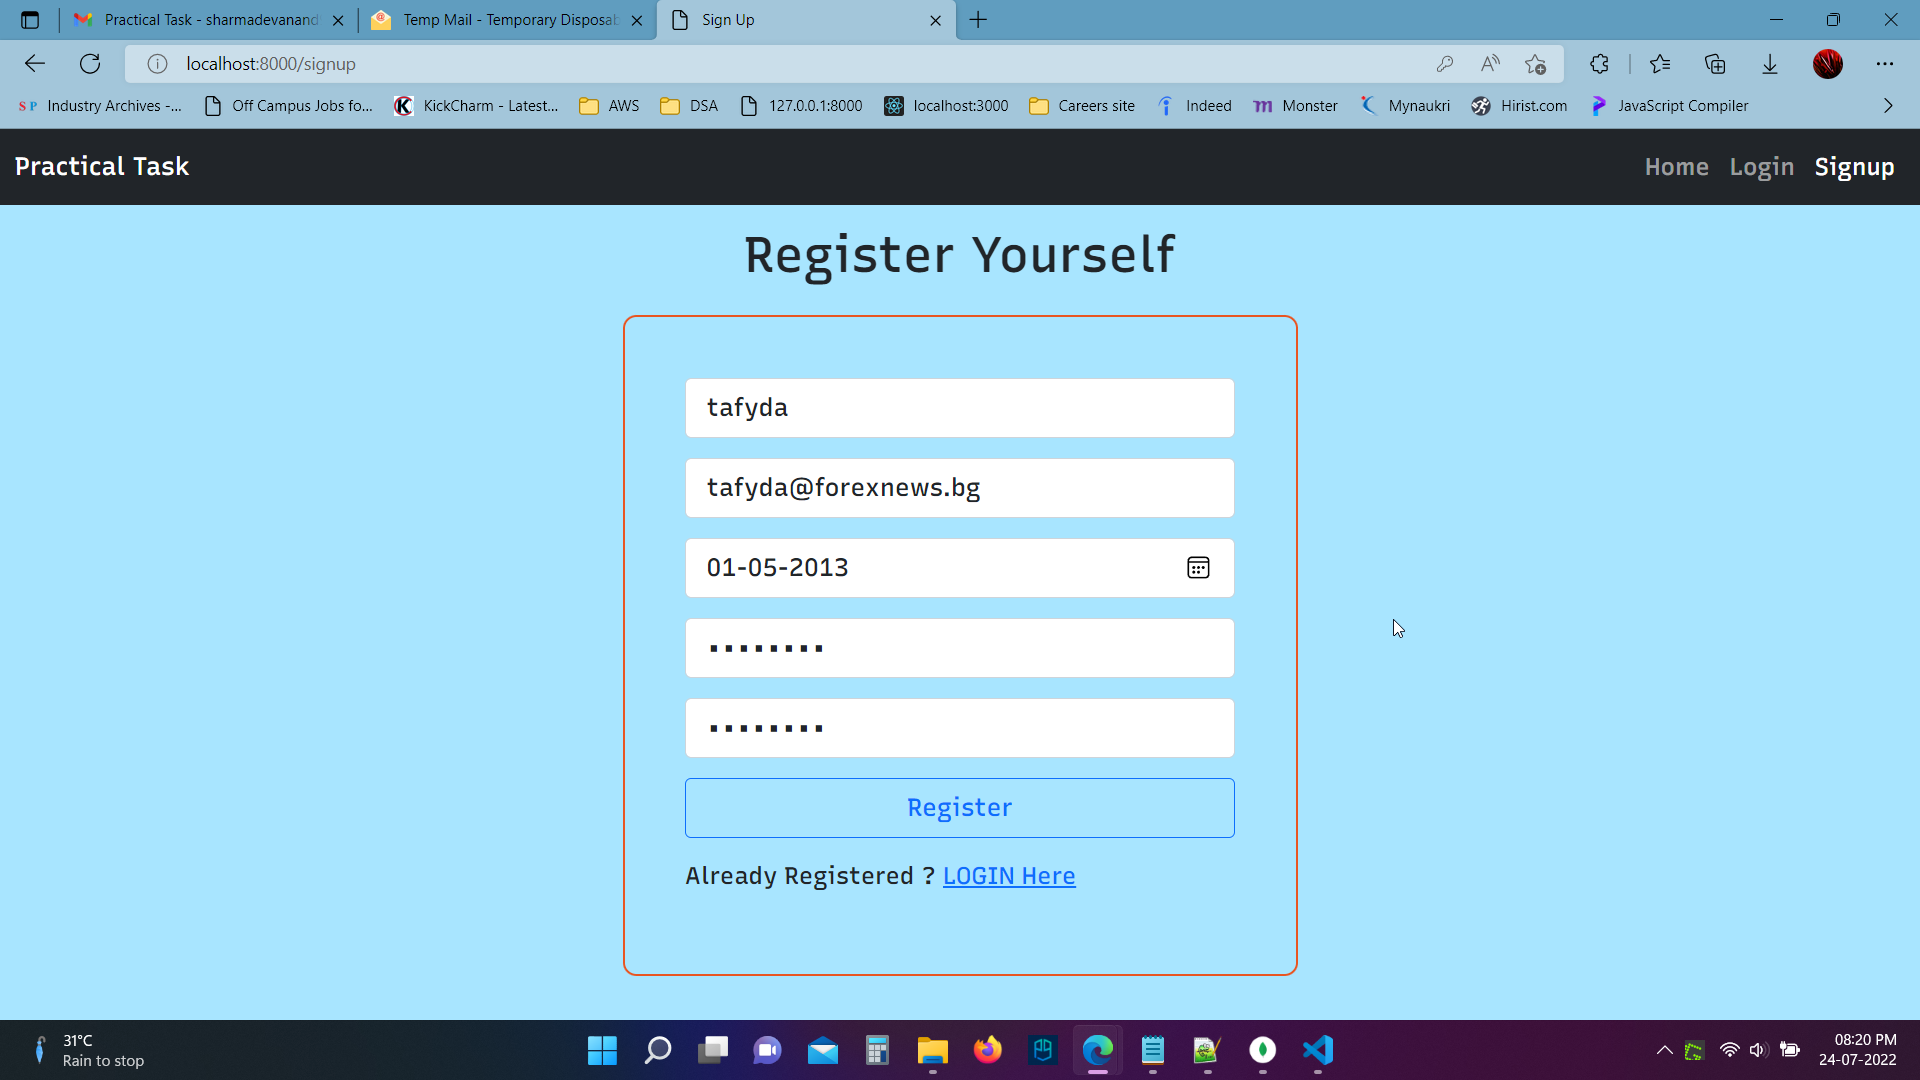 Practical Task - sharmadevanand
Temp Mail - Temporary Disposab
Sign Up
localhost:8000/signup
SP Industry Archives -...
Off Campus Jobs fo...
K KickCharm - Latest...
AWS
DSA
127.0.0.1:8000
localhost:3000
Careers site
Indeed
m Monster
Mynaukri
Hirist.com
JavaScript Compiler
Practical Task
Home Login Signup
Register Yourself
tafyda
tafyda@forexnews.bg
01-05-2013
Register
Already Registered ? LOGIN Here
31°C
Rain to stop
08:20 PM
24-07-2022